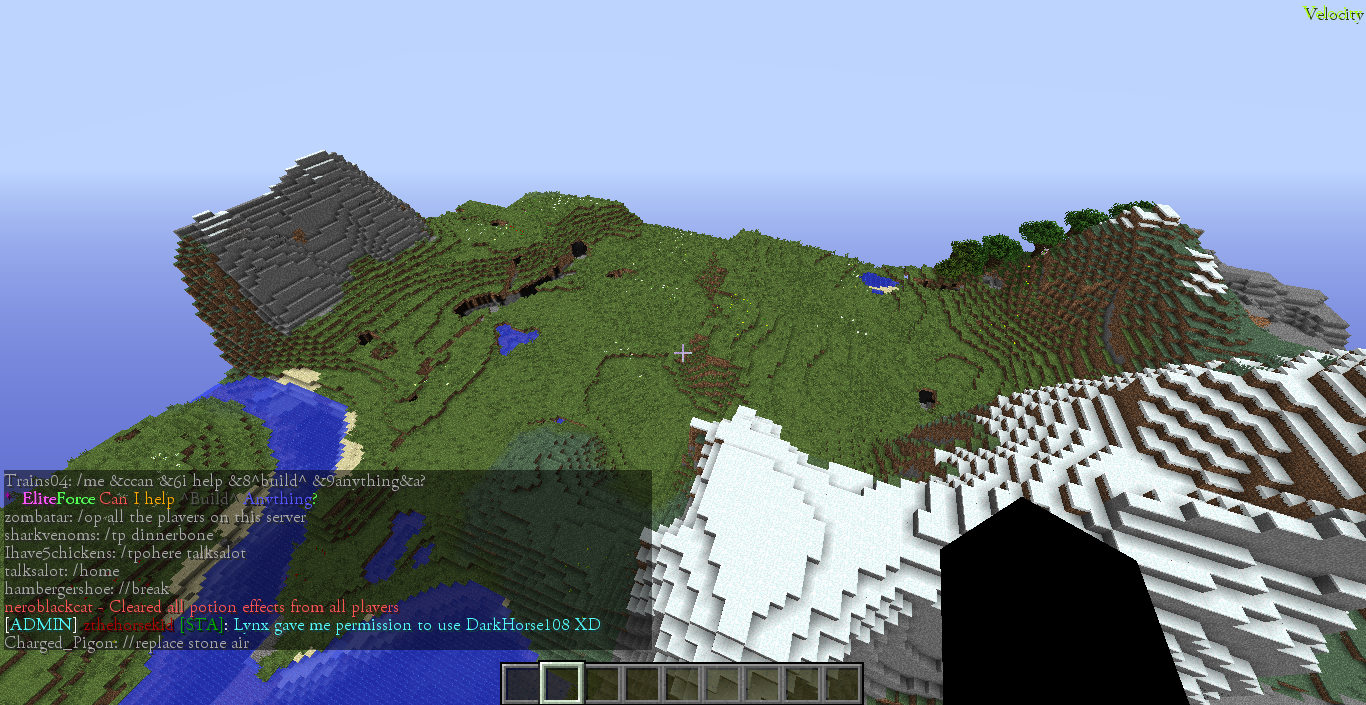 Velocity
Trains04: /me &ccan &6i help &8^build^ &9anything&a?
* EliteForce Can I help ^Build^ Anything?
zombatar: /op all the players on this server
sharkvenoms: /tp dinnerbone
Ihave5chickens: /tpohere talksalot
talksalot: /home
hambergershoe: //break
neroblackcat - Cleared all potion effects from all players
[ADMIN] [STA]: Lynx gave me permission to use DarkHorse108 XD
Charged_Pigon: //replace stone air